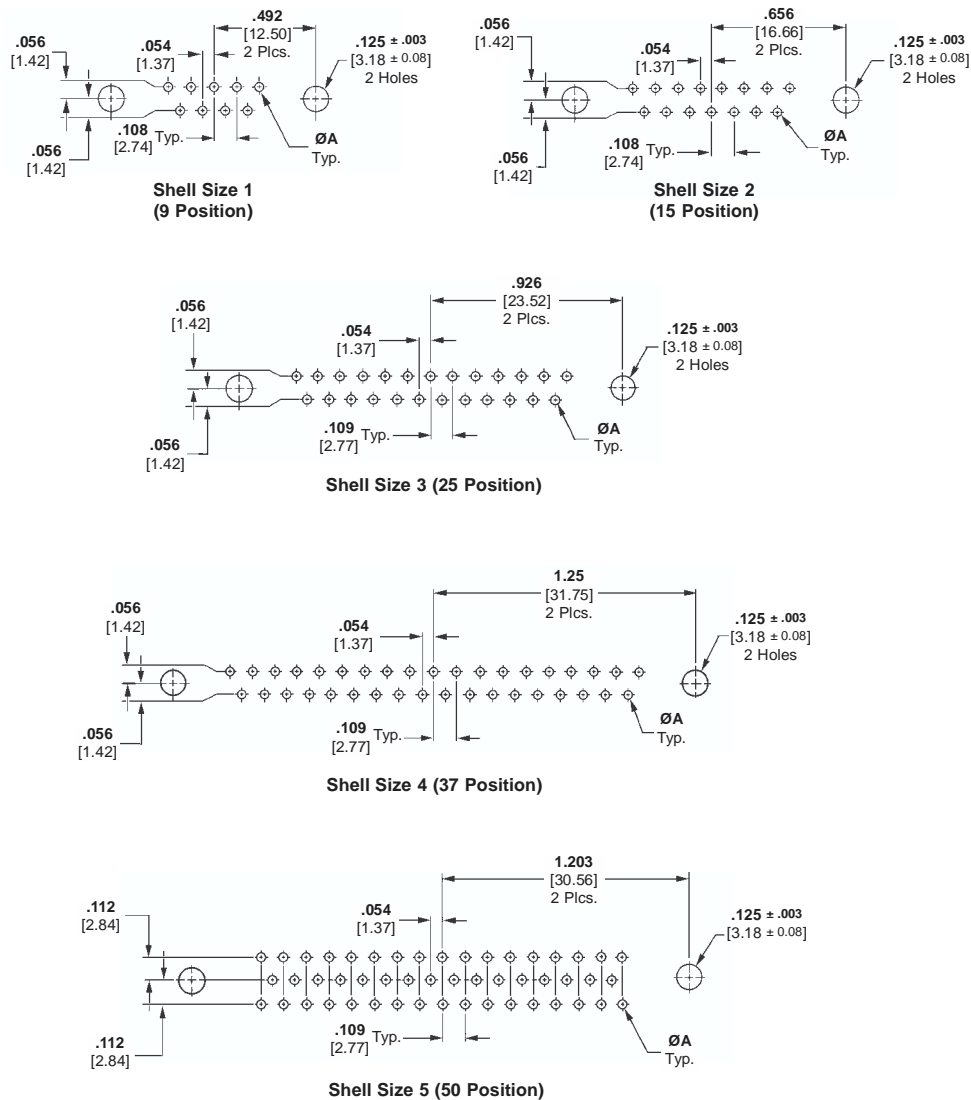 .492
[12.50]
2 Plcs.
.056
[1.42]
.054
[1.37]
.125 ± .003
[3.18 ± 0.08]
2 Holes
.108 Typ.
[2.74]
.056
[1.42]
ØA
Typ.
Shell Size 1
(9 Position)
.656
[16.66]
2 Plcs.
.056
[1.42]
.054
[1.37]
.125 ± .003
[3.18 ± 0.08]
2 Holes
.108 Typ.
[2.74]
.056
[1.42]
ØA
Typ.
Shell Size 2
(15 Position)
.926
[23.52]
2 Plcs.
.056
[1.42]
.054
[1.37]
.125 ± .003
[3.18 ± 0.08]
2 Holes
.109 Typ.
[2.77]
.056
[1.42]
ØA
Typ.
Shell Size 3 (25 Position)
1.25
[31.75]
2 Plcs.
.056
[1.42]
.054
[1.37]
.125 ± .003
[3.18 ± 0.08]
2 Holes
.109 Typ.
[2.77]
.056
[1.42]
ØA
Typ.
Shell Size 4 (37 Position)
1.203
[30.56]
2 Plcs.
.112
[2.84]
.054
[1.37]
.125 ± .003
[3.18 ± 0.08]
.109 Typ.
[2.77]
.112
[2.84]
ØA
Typ.
Shell Size 5 (50 Position)